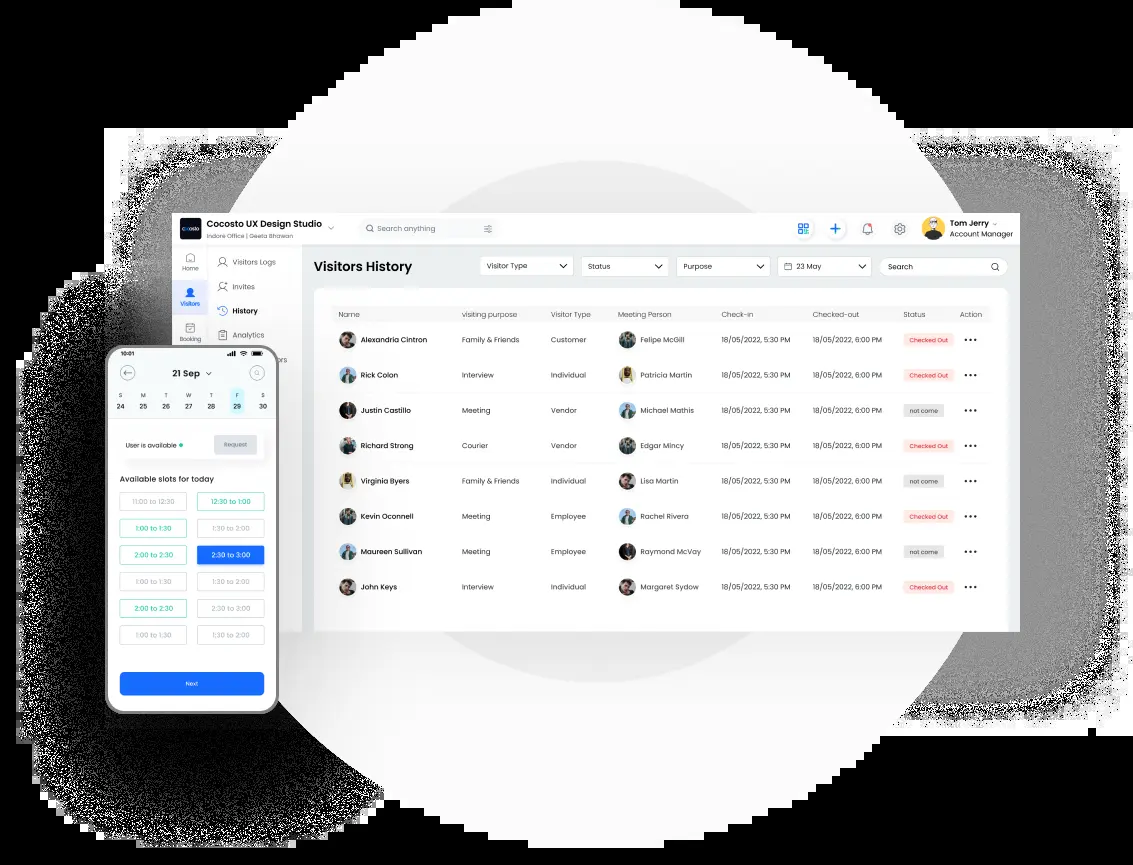 cocosto
Cocosto UX Design Studio
Indore Office | Geeta Bhawan
Search anything
Tom Jerry
Account Manager
Home
Visitors
Booking
Visitors Logs
Invites
History
Analytics
ors
Visitors History
Visitor Type
Status
Purpose
23 May
Search
Name visiting purpose Visitor Type Meeting Person Check-in Checked-out Status Action
Alexandria Cintron Family & Friends Customer Felipe McGill 18/05/2022, 5:30 PM 18/05/2022, 6:00 PM Checked Out
Rick Colon Interview Individual Patricia Martin 18/05/2022, 5:30 PM 18/05/2022, 6:00 PM Checked Out
Justin Castillo Meeting Vendor Michael Mathis 18/05/2022, 5:30 PM 18/05/2022, 6:00 PM not come
Richard Strong Courier Vendor Edgar Mincy 18/05/2022, 5:30 PM 18/05/2022, 6:00 PM Checked Out
Virginia Byers Family & Friends Individual Lisa Martin 18/05/2022, 5:30 PM 18/05/2022, 6:00 PM not come
Kevin Oconnell Meeting Employee Rachel Rivera 18/05/2022, 5:30 PM 18/05/2022, 6:00 PM Checked Out
Maureen Sullivan Meeting Employee Raymond McVay 18/05/2022, 5:30 PM 18/05/2022, 6:00 PM not come
John Keys Interview Individual Margaret Sydow 18/05/2022, 5:30 PM 18/05/2022, 6:00 PM Checked Out
10:01
21 Sep
S M T W T F S
24 25 26 27 28 29 30
User is available
Request
Available slots for today
11:00 to 12:30 12:30 to 1:00
1:00 to 1:30 1:30 to 2:00
2:00 to 2:30 2:30 to 3:00
1:00 to 1:30 1:30 to 2:00
2:00 to 2:30 2:30 to 3:00
1:00 to 1:30 1:30 to 2:00
Next